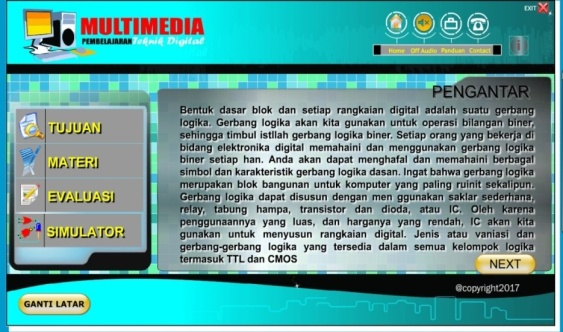 EXIT
MULTIMEDIA
PEMBELAJARAN Teknik Digital
Home Off Audio Panduan Contact
PENGANTAR
Bentuk dasar blok dan setiap rangkaian digital adalah suatu gerbang
logika. Gerbang logika akan kita gunakan untuk operasi bilangan biner,
sehingga timbul istllah gerbang logika biner. Setiap orang yang bekerja di
bidang elektronika digital memahaini dan menggunakan gerbang logika
biner setiap han. Anda akan dapat menghafal dan memahaini berbagal
simbol dan karakteristik gerbang logika dasan. Ingat bahwa gerbang logika
merupakan blok bangunan untuk komputer yang paling ruinit sekalipun.
Gerbang logika dapat disusun dengan men ggunakan saklar sederhana,
relay, tabung hampa, transistor dan dioda, atau IC. Oleh karena
penggunaannya yang luas, dan harganya yang rendah, IC akan kita
gunakan untuk menyusun rangkaian digital. Jenis atau vaniasi dan
gerbang-gerbang logika yang tersedia dalam semua kelompok logika
termasuk TTL dan CMOS
TUJUAN
MATERI
EVALUASI
SIMULATOR
NEXT
@copyright2017
GANTI LATAR